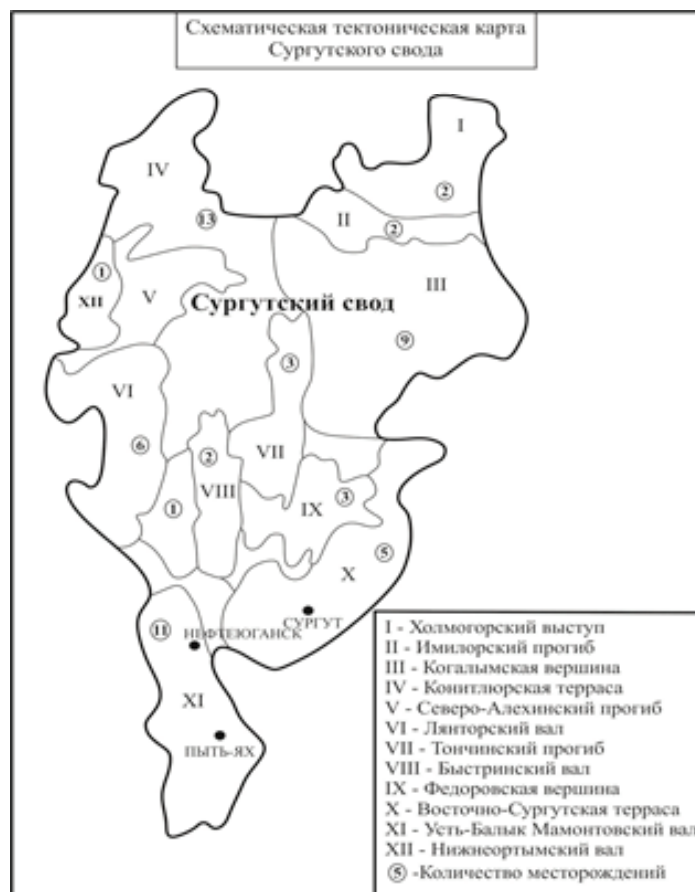 Схематическая тектоническая карта
Сургутского свода
I
IV
2
13
II
2
1
III
XII
V
Сургутский свод
9
3
VI
6
2
VII
VIII
1
3
IX
5
X
СУРГУТ
11
НЕФТЕЮГАНСК
XI
ПЫТЬ-ЯХ
I - Холмогорский выступ
II - Имилорский прогиб
III - Когалымская вершина
IV - Конитлюрская терраса
V - Северо-Алехинский прогиб
VI - Лянторский вал
VII - Тончинский прогиб
VIII - Быстринский вал
IX - Федоровская вершина
X - Восточно-Сургутская терраса
XI - Усть-Балык Мамонтовский вал
XII - Нижнеортымский вал
5 -Количество месторождений